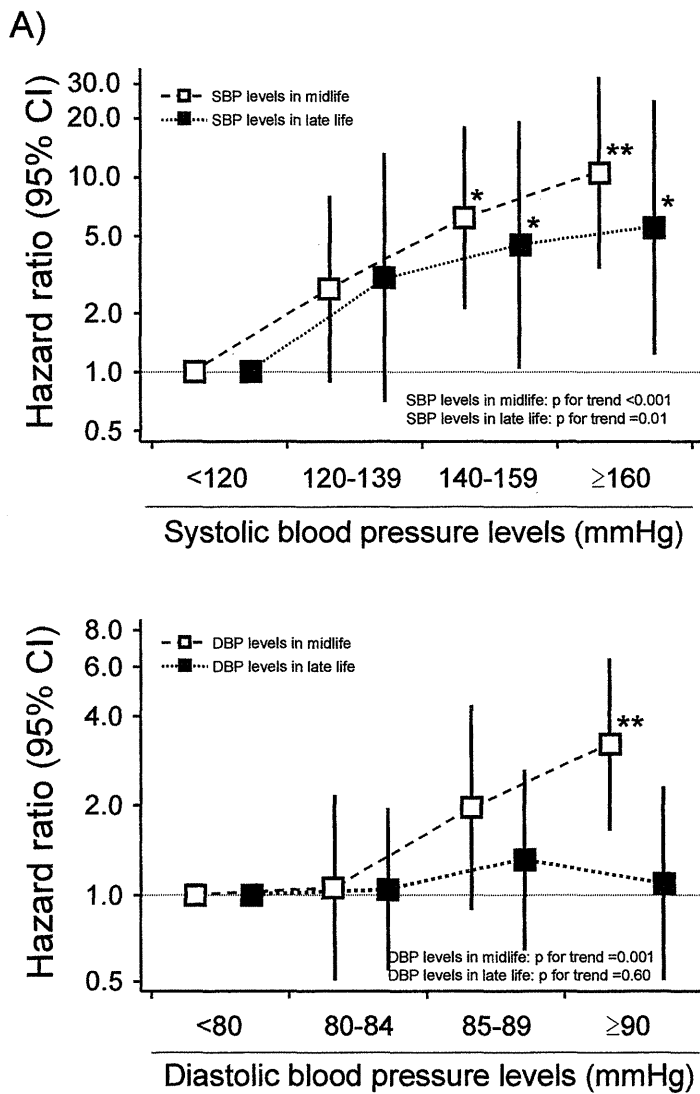 A)
Hazard ratio (95% CI)
30.0
20.0
10.0
5.0
2.0
1.0
0.5
SBP levels in midlife
SBP levels in late life
*
**
*
*
SBP levels in midlife: p for trend <0.001
SBP levels in late life: p for trend =0.01
<120 120-139 140-159 ≥160
Systolic blood pressure levels (mmHg)
Hazard ratio (95% CI)
8.0
6.0
4.0
2.0
1.0
0.5
DBP levels in midlife
DBP levels in late life
**
DBP levels in midlife: p for trend =0.001
DBP levels in late life: p for trend =0.60
<80 80-84 85-89 ≥90
Diastolic blood pressure levels (mmHg)